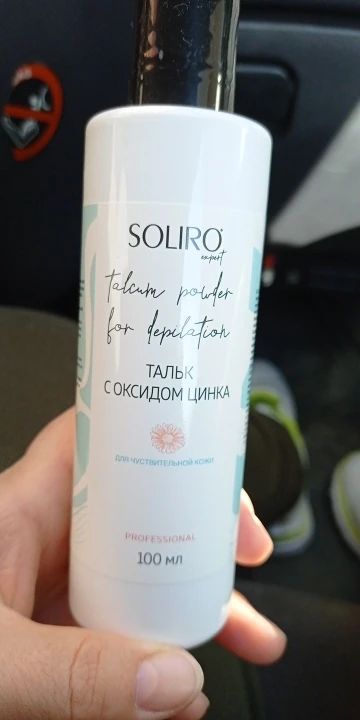 SOLIRO®
expert
talcum powder
for depilation
ТАЛЬК
С ОКСИДОМ ЦИНКА
ДЛЯ ЧУВСТВИТЕЛЬНОЙ КОЖИ
PROFESSIONAL
100 мл